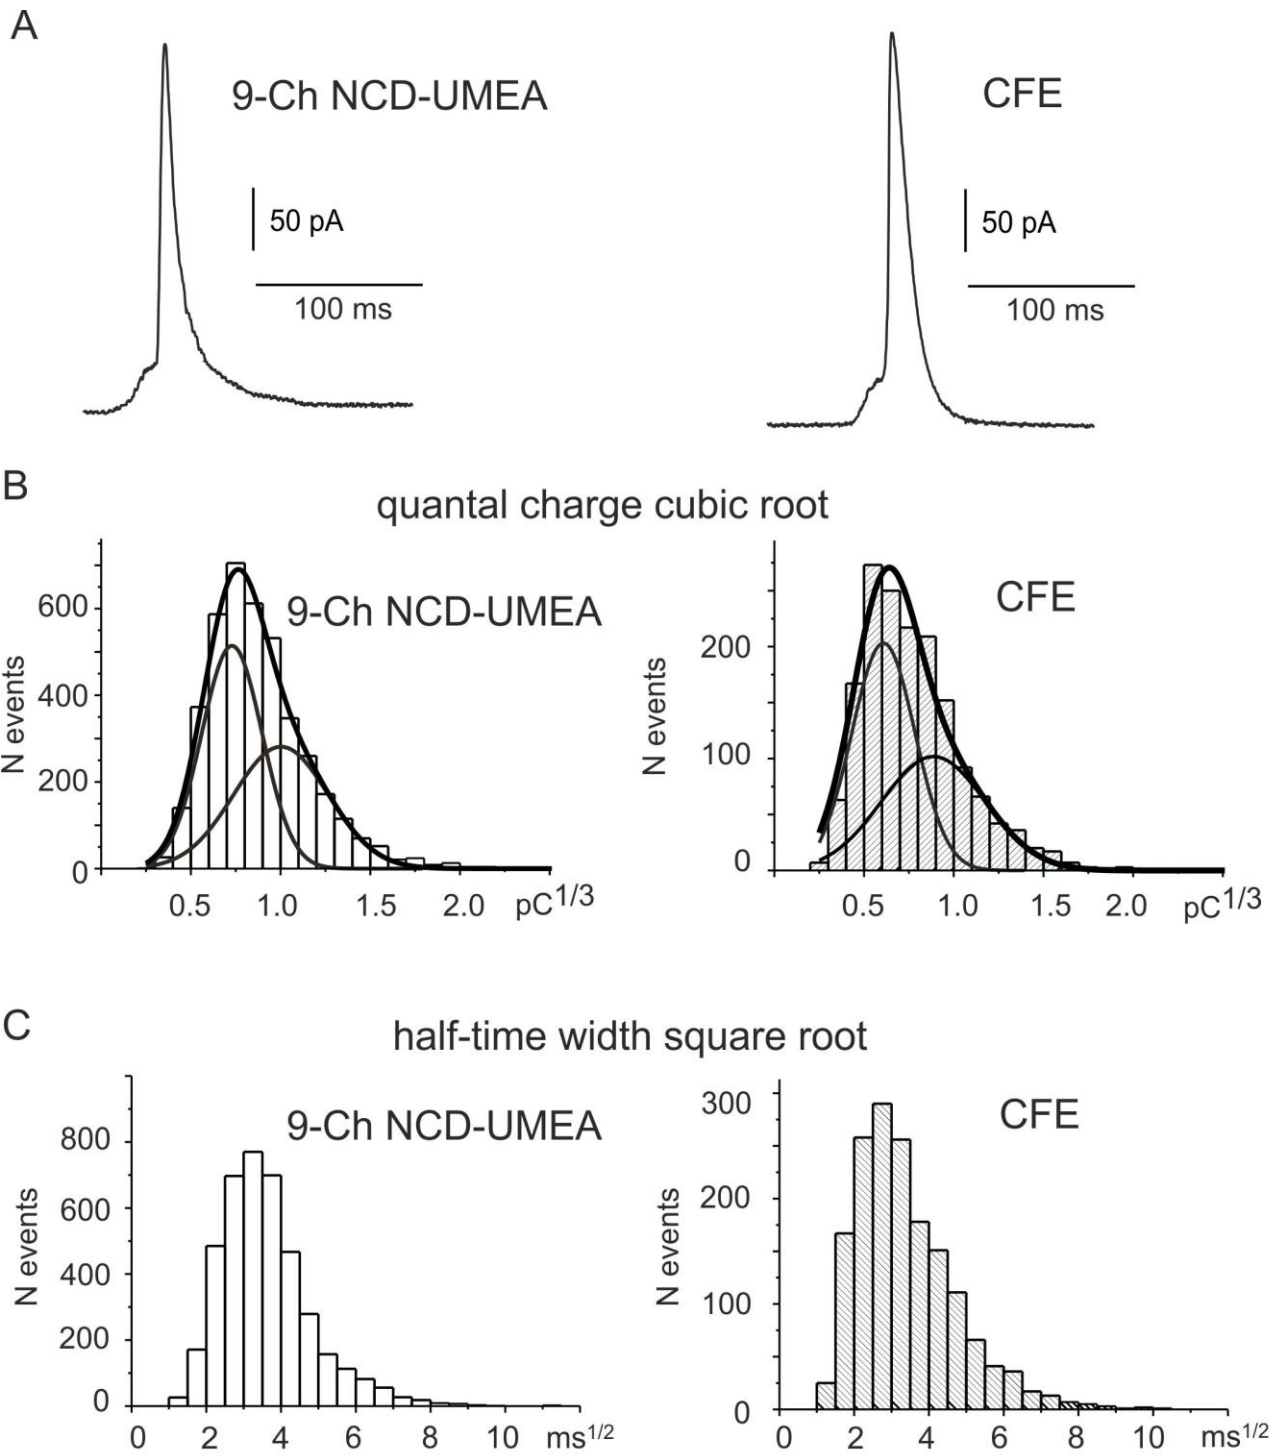 A
9-Ch NCD-UMEA
CFE
50 pA
50 pA
100 ms
100 ms
B
quantal charge cubic root
9-Ch NCD-UMEA
CFE
N events
600
400
200
0
0.5 1.0 1.5 2.0 pC1/3
N events
200
100
0
0.5 1.0 1.5 2.0 pC1/3
C
half-time width square root
9-Ch NCD-UMEA
CFE
N events
800
600
400
200
0
0 2 4 6 8 10 ms1/2
N events
300
200
100
0
0 2 4 6 8 10 ms1/2